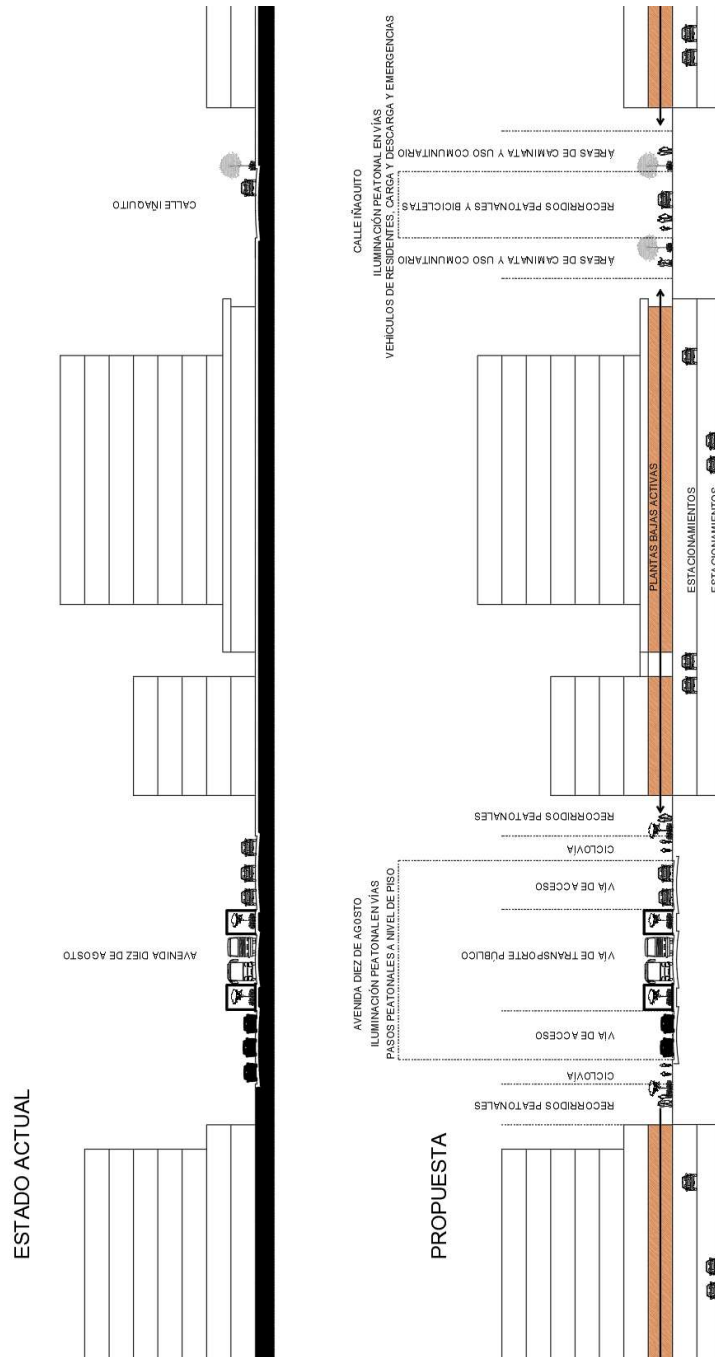 ESTADO ACTUAL
AVENIDA DIEZ DE AGOSTO
CALLE IÑAQUITO
PROPUESTA
AVENIDA DIEZ DE AGOSTO
ILUMINACIÓN PEATONAL EN VÍAS
PASOS PEATONALES A NIVEL DE PISO
RECORRIDOS PEATONALES
CICLOVÍA
VÍA DE ACCESO
VÍA DE TRANSPORTE PÚBLICO
VÍA DE ACCESO
CICLOVÍA
RECORRIDOS PEATONALES
PLANTAS BAJAS ACTIVAS
ESTACIONAMIENTOS
ESTACIONAMIENTOS
CALLE IÑAQUITO
ILUMINACIÓN PEATONAL EN VÍAS
VEHÍCULOS DE RESIDENTES, CARGA Y DESCARGA Y EMERGENCIAS
ÁREAS DE CAMINATA Y USO COMUNITARIO
RECORRIDOS PEATONALES Y BICICLETAS
ÁREAS DE CAMINATA Y USO COMUNITARIO